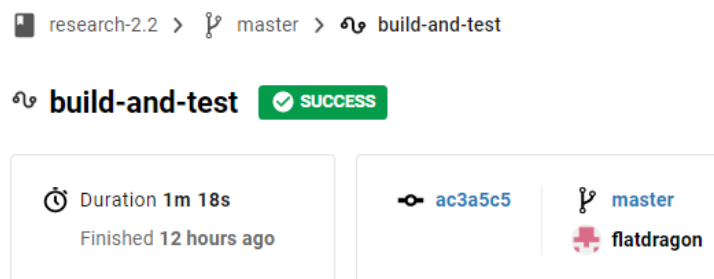 research-2.2 > master > build-and-test
build-and-test SUCCESS
Duration 1m 18s
Finished 12 hours ago
ac3a5c5
master
flatdragon